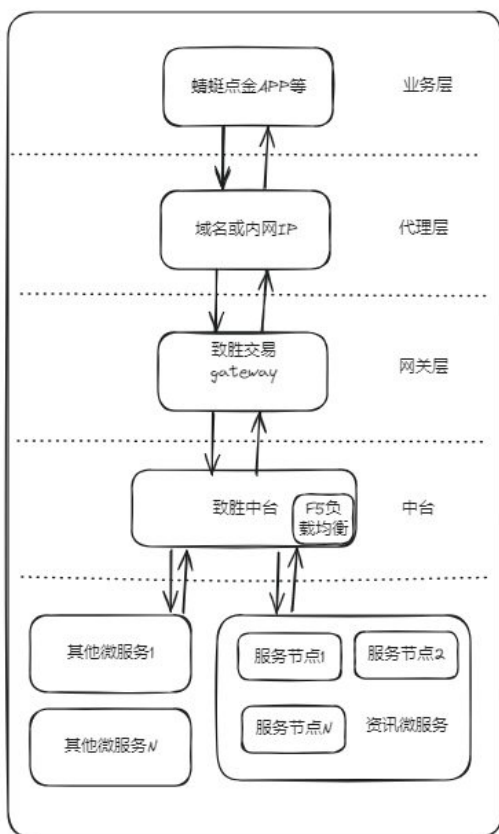 蜻蜓点金APP等
业务层
域名或内网IP
代理层
致胜交易
gateway
网关层
致胜中台
F5负
载均衡
中台
其他微服务1
服务节点1
服务节点2
其他微服务N
服务节点N
资讯微服务